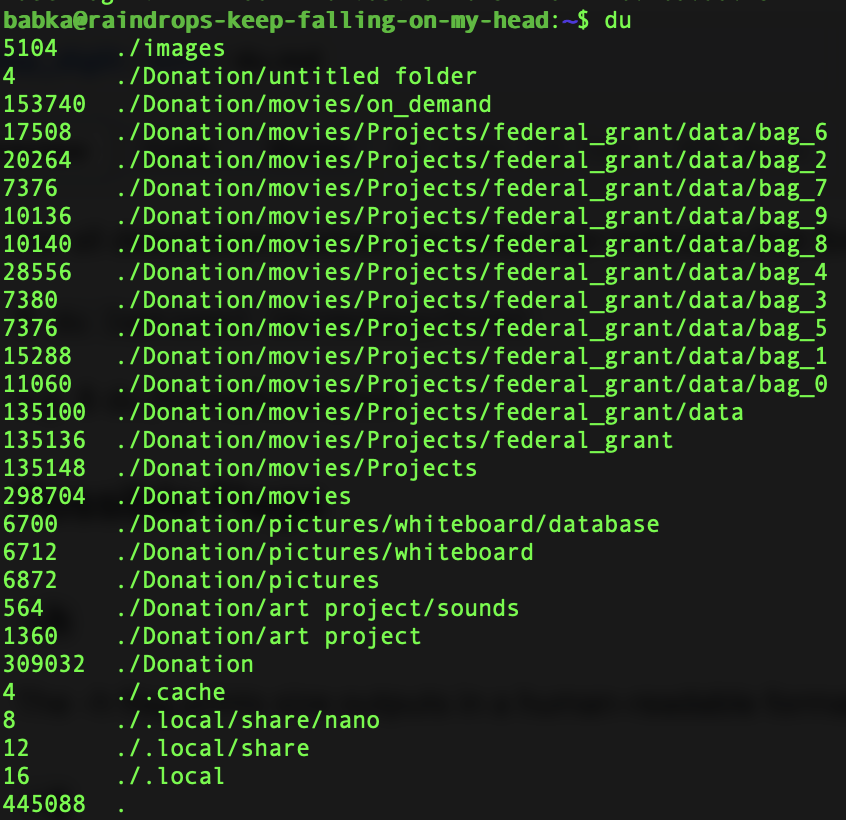 babka@raindrops-keep-falling-on-my-head:~$ du
5104 ./images
4 ./Donation/untitled folder
153740 ./Donation/movies/on_demand
17508 ./Donation/movies/Projects/federal_grant/data/bag_6
20264 ./Donation/movies/Projects/federal_grant/data/bag_2
7376 ./Donation/movies/Projects/federal_grant/data/bag_7
10136 ./Donation/movies/Projects/federal_grant/data/bag_9
10140 ./Donation/movies/Projects/federal_grant/data/bag_8
28556 ./Donation/movies/Projects/federal_grant/data/bag_4
7380 ./Donation/movies/Projects/federal_grant/data/bag_3
7376 ./Donation/movies/Projects/federal_grant/data/bag_5
15288 ./Donation/movies/Projects/federal_grant/data/bag_1
11060 ./Donation/movies/Projects/federal_grant/data/bag_0
135100 ./Donation/movies/Projects/federal_grant/data
135136 ./Donation/movies/Projects/federal_grant
135148 ./Donation/movies/Projects
298704 ./Donation/movies
6700 ./Donation/pictures/whiteboard/database
6712 ./Donation/pictures/whiteboard
6872 ./Donation/pictures
564 ./Donation/art project/sounds
1360 ./Donation/art project
309032 ./Donation
4 ./.cache
8 ./.local/share/nano
12 ./.local/share
16 ./.local
445088 .